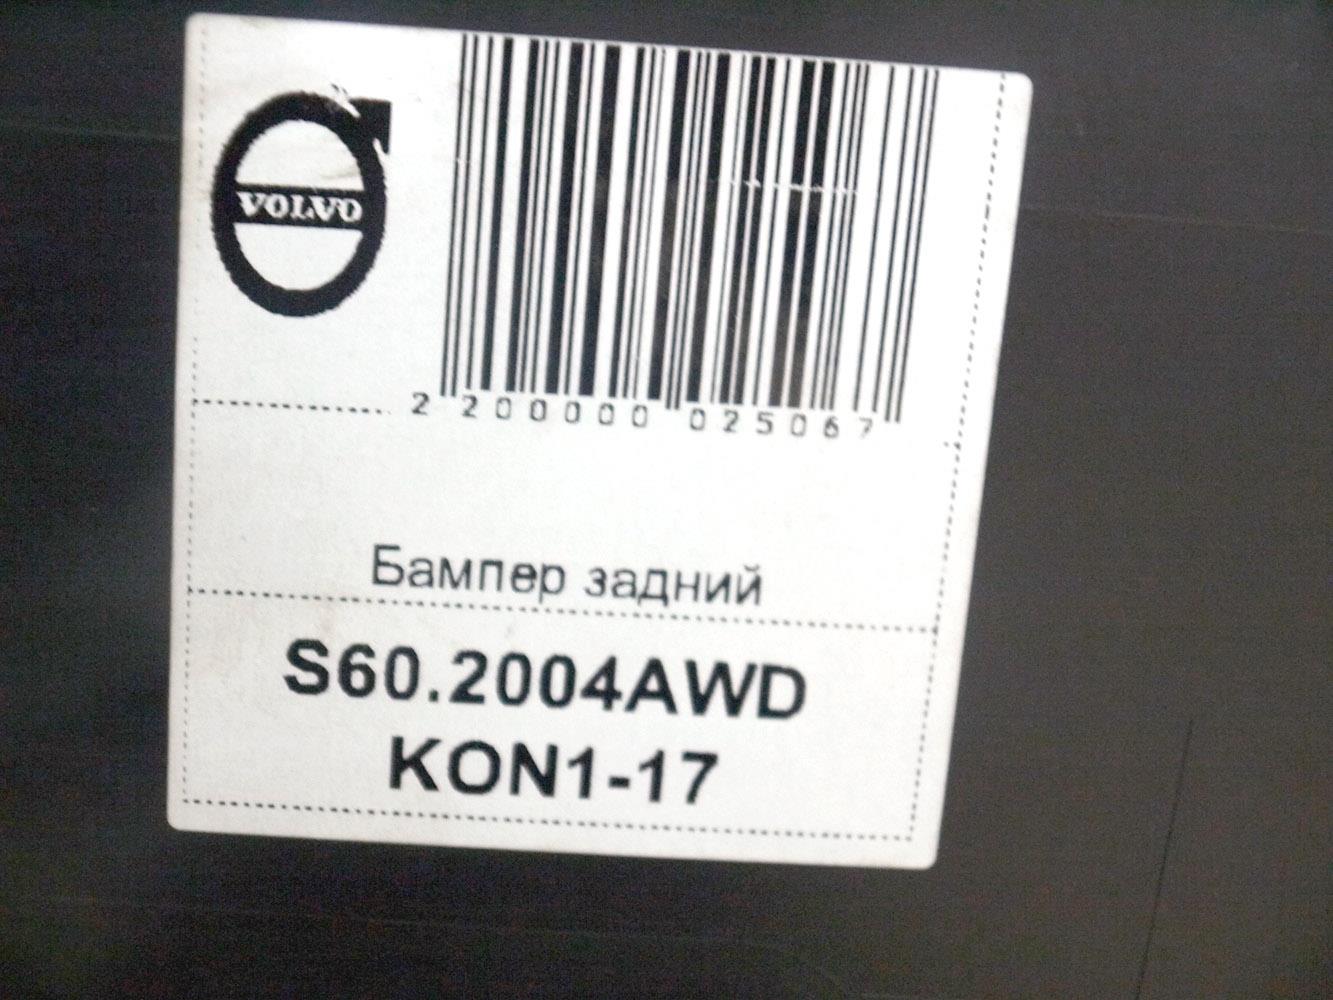 VOLVO
2 200000 025067
Бампер задний
S60.2004AWD
KON1-17